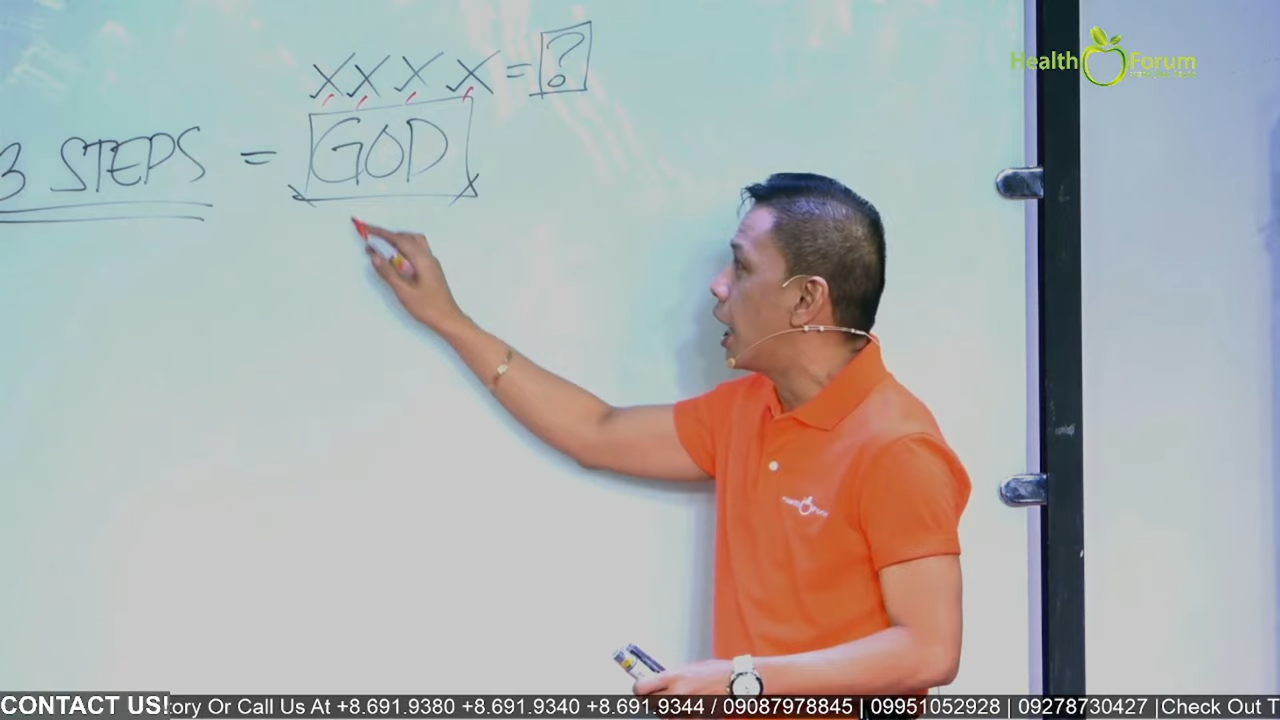 XXXX = ?
3 STEPS = GOD
Health Forum
CONTACT US! tory Or Call Us At +8.691.9380 +8.691.9340 +8.691.9344 / 09087978845 | 09951052928 | 09278730427 |Check Out T